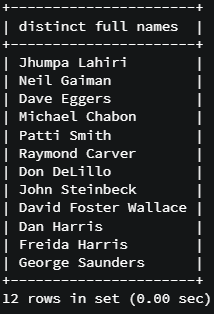 +----------------------+
| distinct full names  |
+----------------------+
| Jhumpa Lahiri        |
| Neil Gaiman          |
| Dave Eggers          |
| Michael Chabon       |
| Patti Smith          |
| Raymond Carver       |
| Don DeLillo          |
| John Steinbeck       |
| David Foster Wallace |
| Dan Harris           |
| Freida Harris        |
| George Saunders      |
+----------------------+
12 rows in set (0.00 sec)